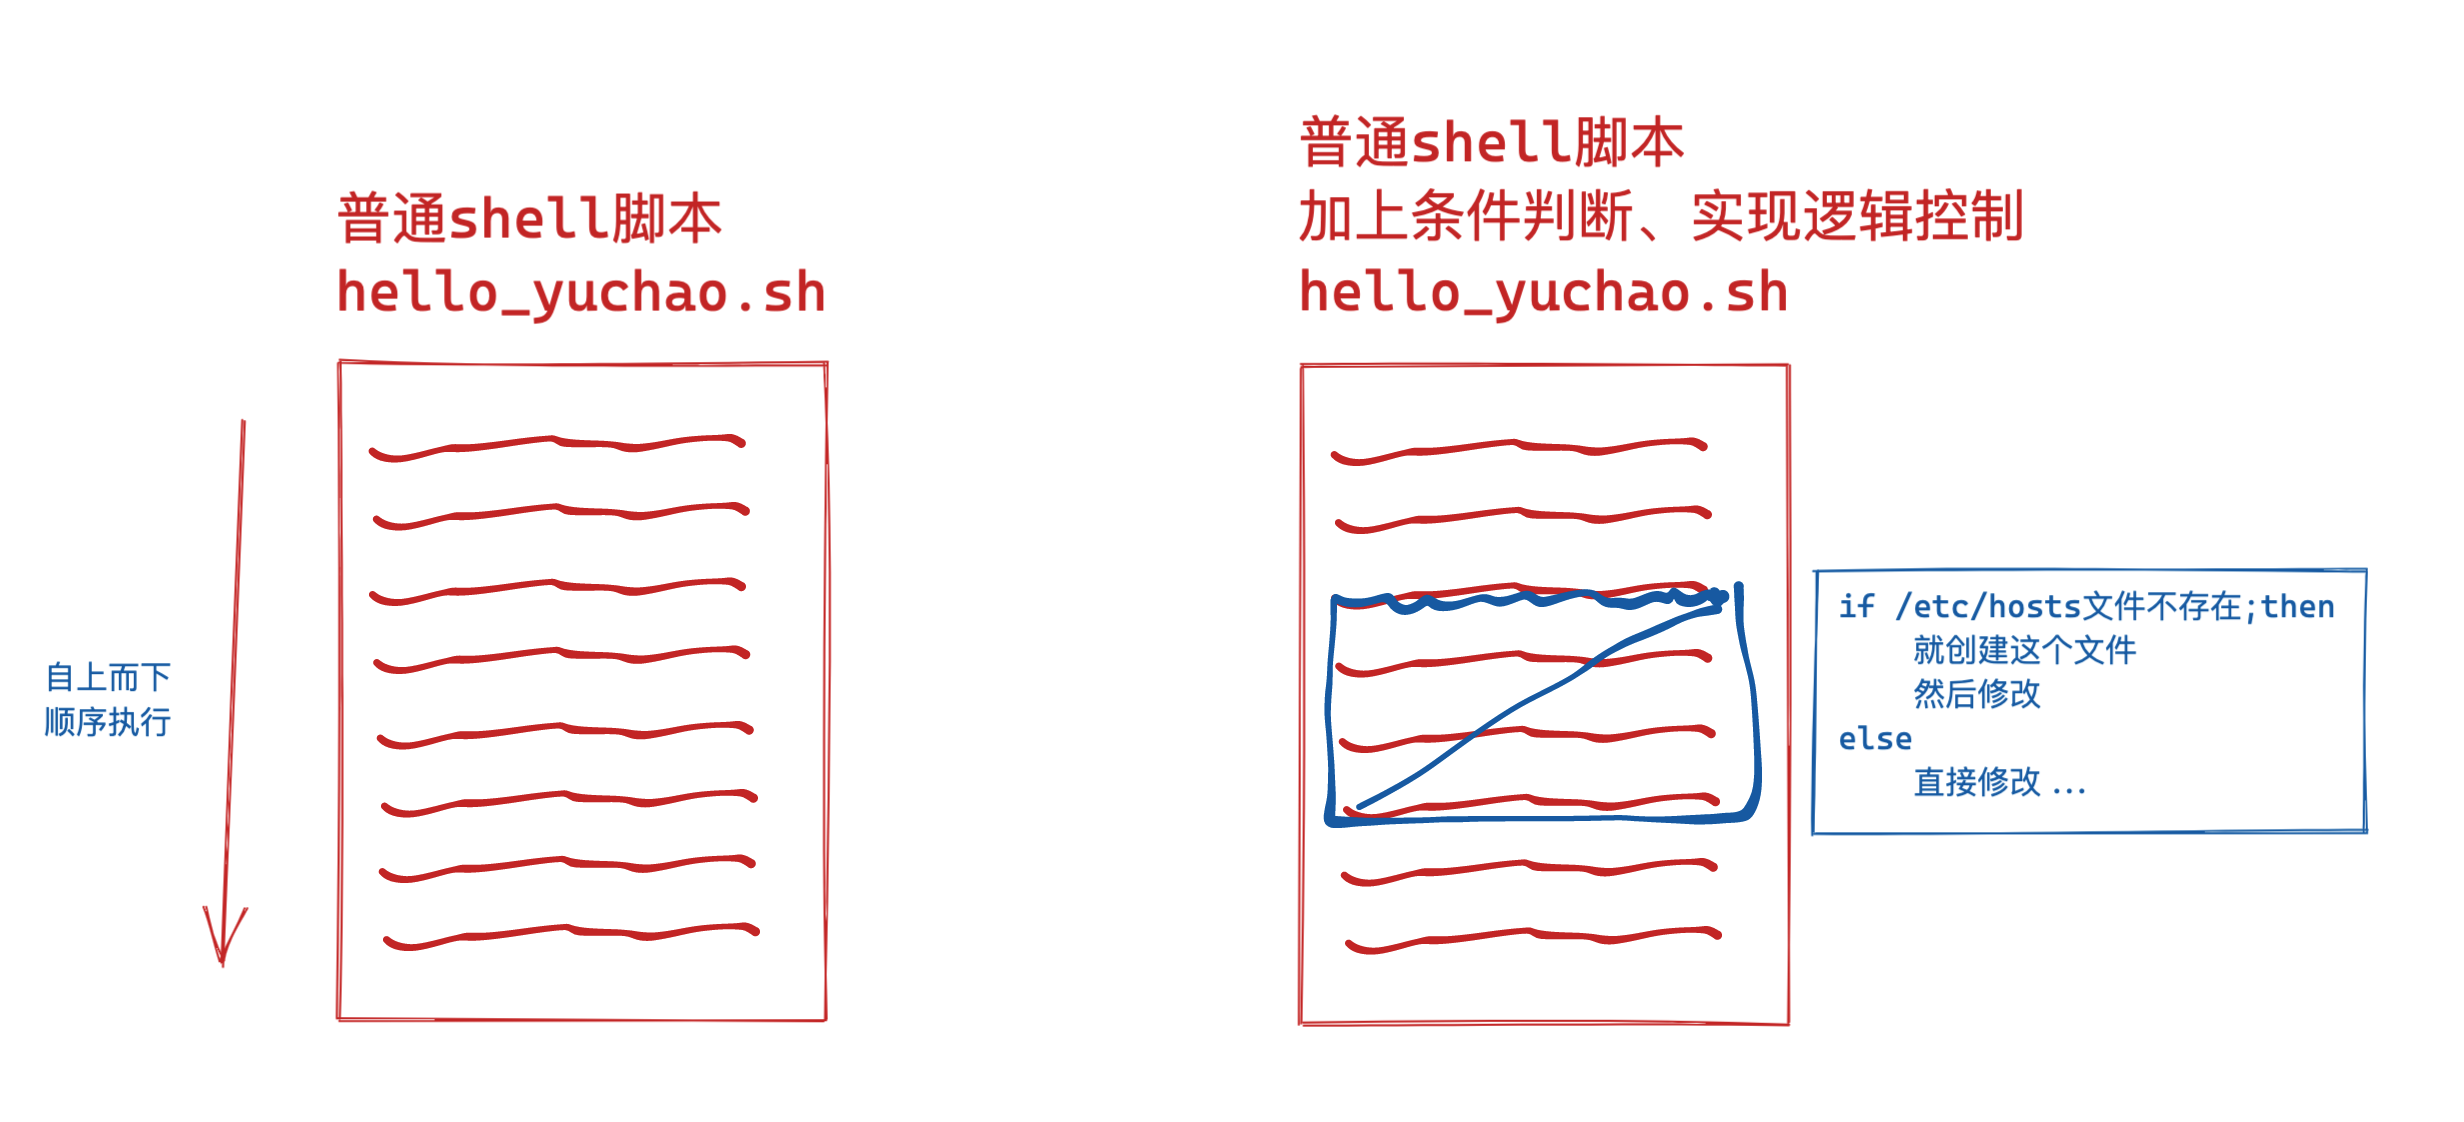 普通shell脚本
hello_yuchao.sh
自上而下
顺序执行
普通shell脚本
加上条件判断、实现逻辑控制
hello_yuchao.sh
if /etc/hosts文件不存在;then
就创建这个文件
然后修改
else
直接修改...